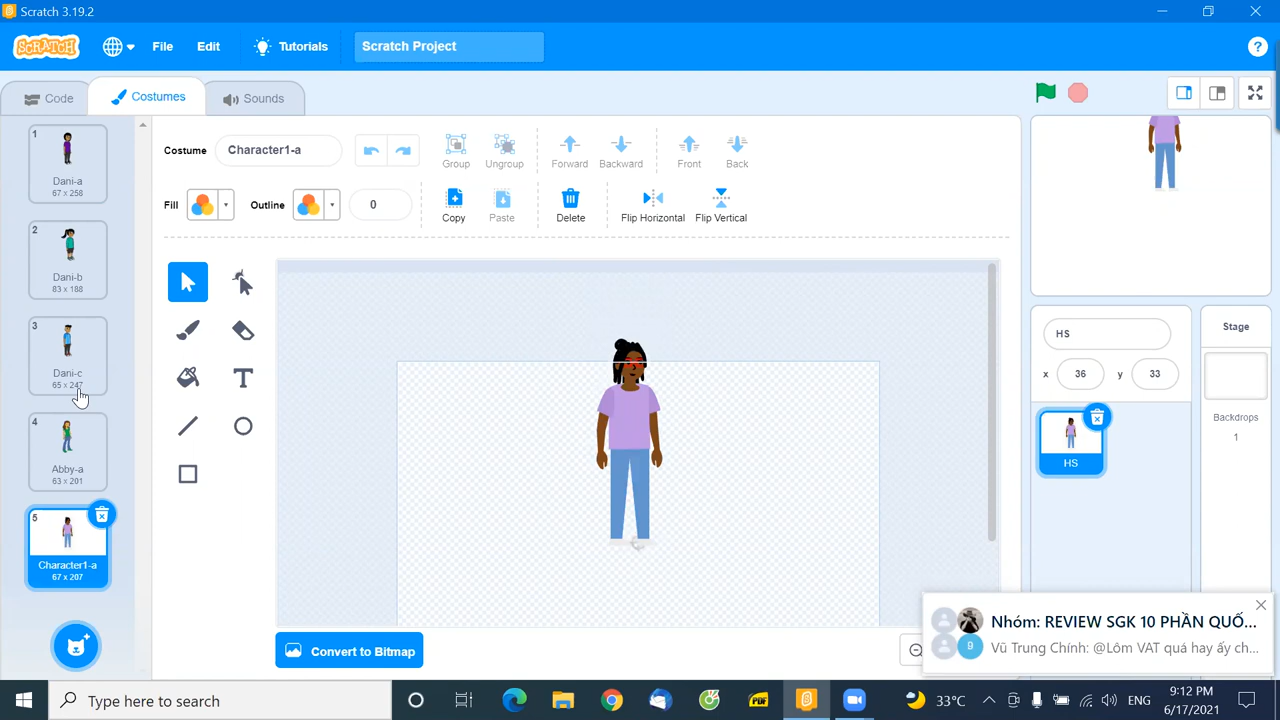 Scratch 3.19.2
SCRATCH
File
Edit
Tutorials
Scratch Project
?
Code
Costumes
Sounds
1
Dani-a
67 x 258
2
Dani-b
83 x 188
3
Dani-c
65 x 247
4
Abby-a
63 x 201
5
Character1-a
67 x 207
Costume
Character1-a
Group
Ungroup
Forward
Backward
Front
Back
Fill
Outline
0
Copy
Paste
Delete
Flip Horizontal
Flip Vertical
T
Convert to Bitmap
HS
x
36
y
33
HS
Stage
Backdrops
1
9
Nhóm: REVIEW SGK 10 PHẦN QUỐ...
Vũ Trung Chính: @Lôm VAT quá hay ấy ch...
Type here to search
PDF
33°C
ENG
9:12 PM
6/17/2021